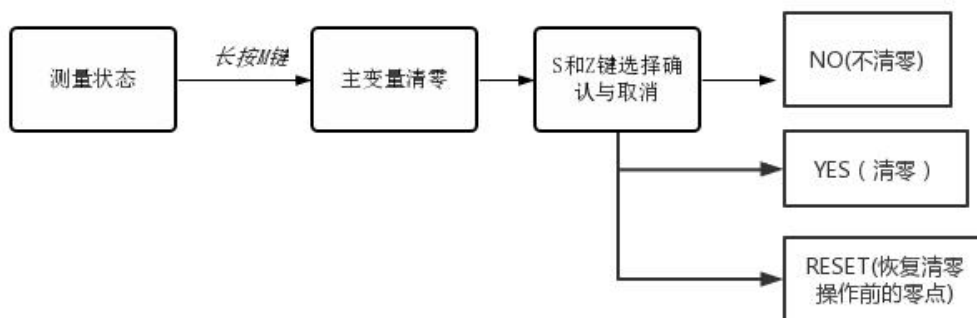 测量状态
长按M键
主变量清零
S和Z键选择确
认与取消
NO(不清零)
YES（清零）
RESET(恢复清零
操作前的零点)